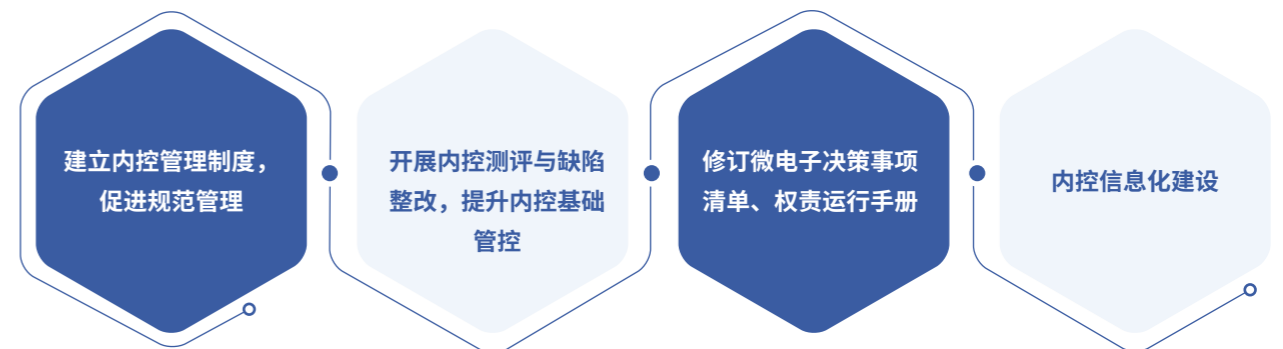 建立内控管理制度，
促进规范管理
开展内控测评与缺陷
整改，提升内控基础
管控
修订微电子决策事项
清单、权责运行手册
内控信息化建设